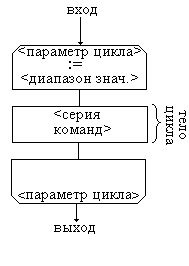 вход
<параметр цикла>
:=
<диапазон знач.>
<серия
команд>
тело
цикла
<параметр цикла>
выход